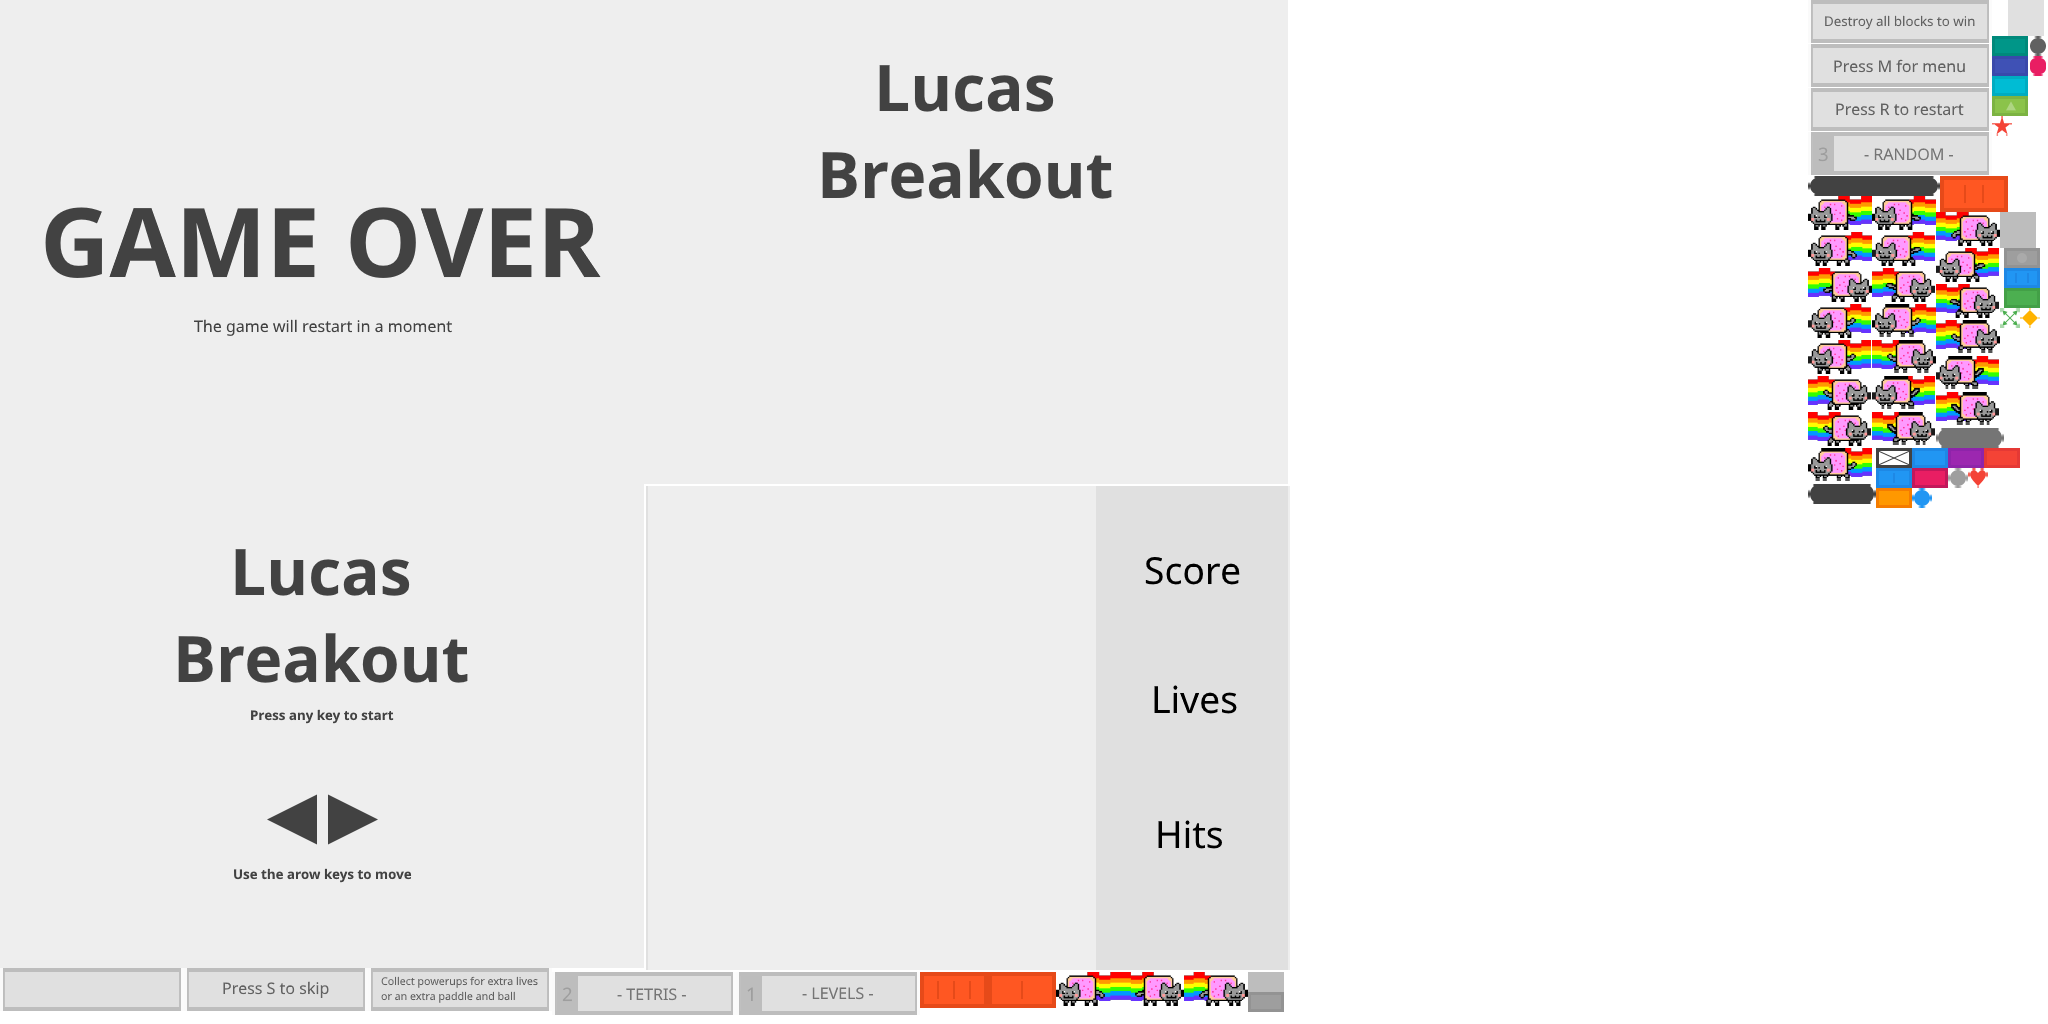 GAME OVER
The game will restart in a moment
Lucas
Breakout
Destroy all blocks to win
Press M for menu
Press R to restart
3
- RANDOM -
Lucas
Breakout
Press any key to start
Use the arow keys to move
Score
Lives
Hits
Press S to skip
Collect powerups for extra lives
or an extra paddle and ball
2
- TETRIS -
1
- LEVELS -